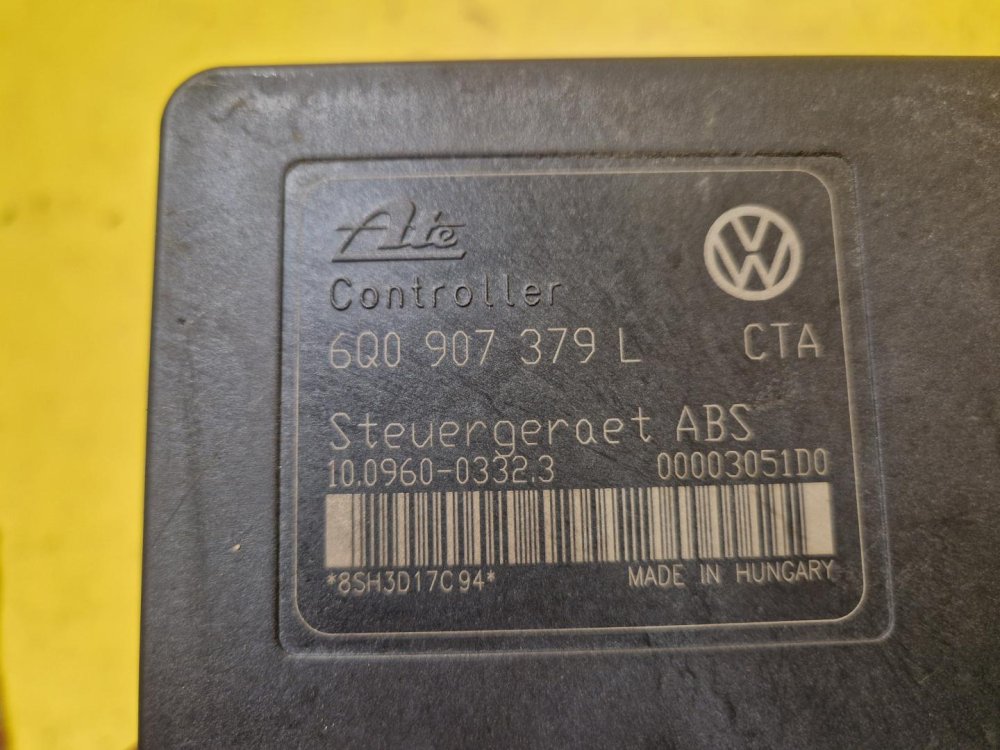 Ate
Controller
6Q0 907 379 L CTA
Steuergeraet ABS
10.0960-0332.3 00003051D0
*8SH3D17C94* MADE IN HUNGARY